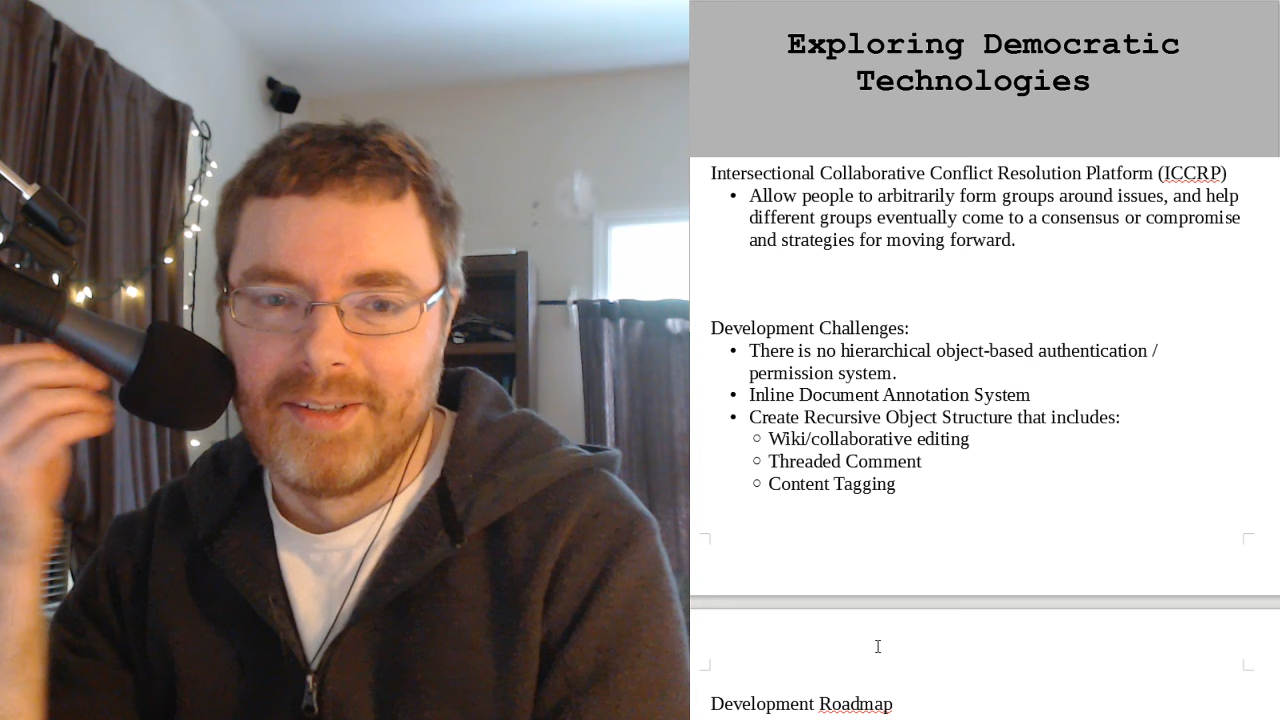 Exploring Democratic
Technologies
Intersectional Collaborative Conflict Resolution Platform (ICCRP)
• Allow people to arbitrarily form groups around issues, and help
different groups eventually come to a consensus or compromise
and strategies for moving forward.
Development Challenges:
• There is no hierarchical object-based authentication /
permission system.
• Inline Document Annotation System
• Create Recursive Object Structure that includes:
○ Wiki/collaborative editing
○ Threaded Comment
○ Content Tagging
Development Roadmap